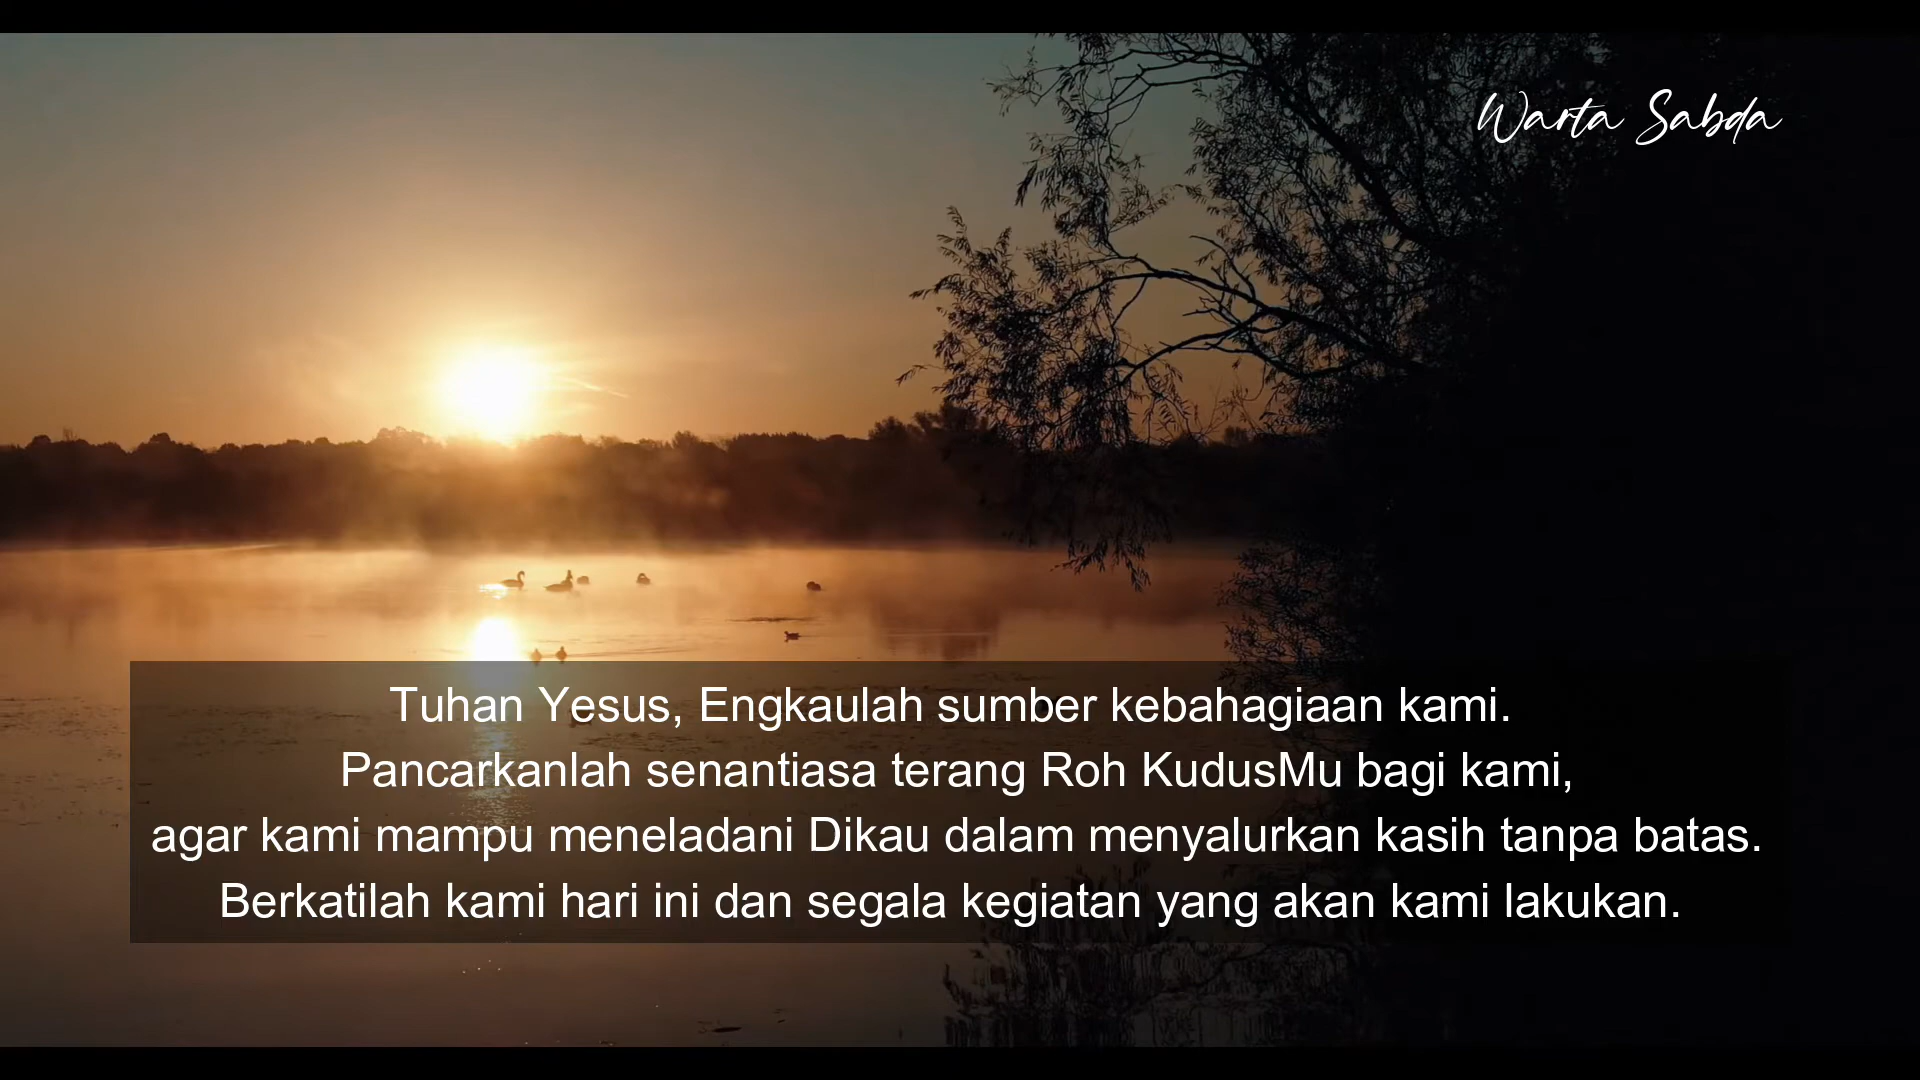 Warta Sabda
Tuhan Yesus, Engkaulah sumber kebahagiaan kami.
Pancarkanlah senantiasa terang Roh KudusMu bagi kami,
agar kami mampu meneladani Dikau dalam menyalurkan kasih tanpa batas.
Berkatilah kami hari ini dan segala kegiatan yang akan kami lakukan.